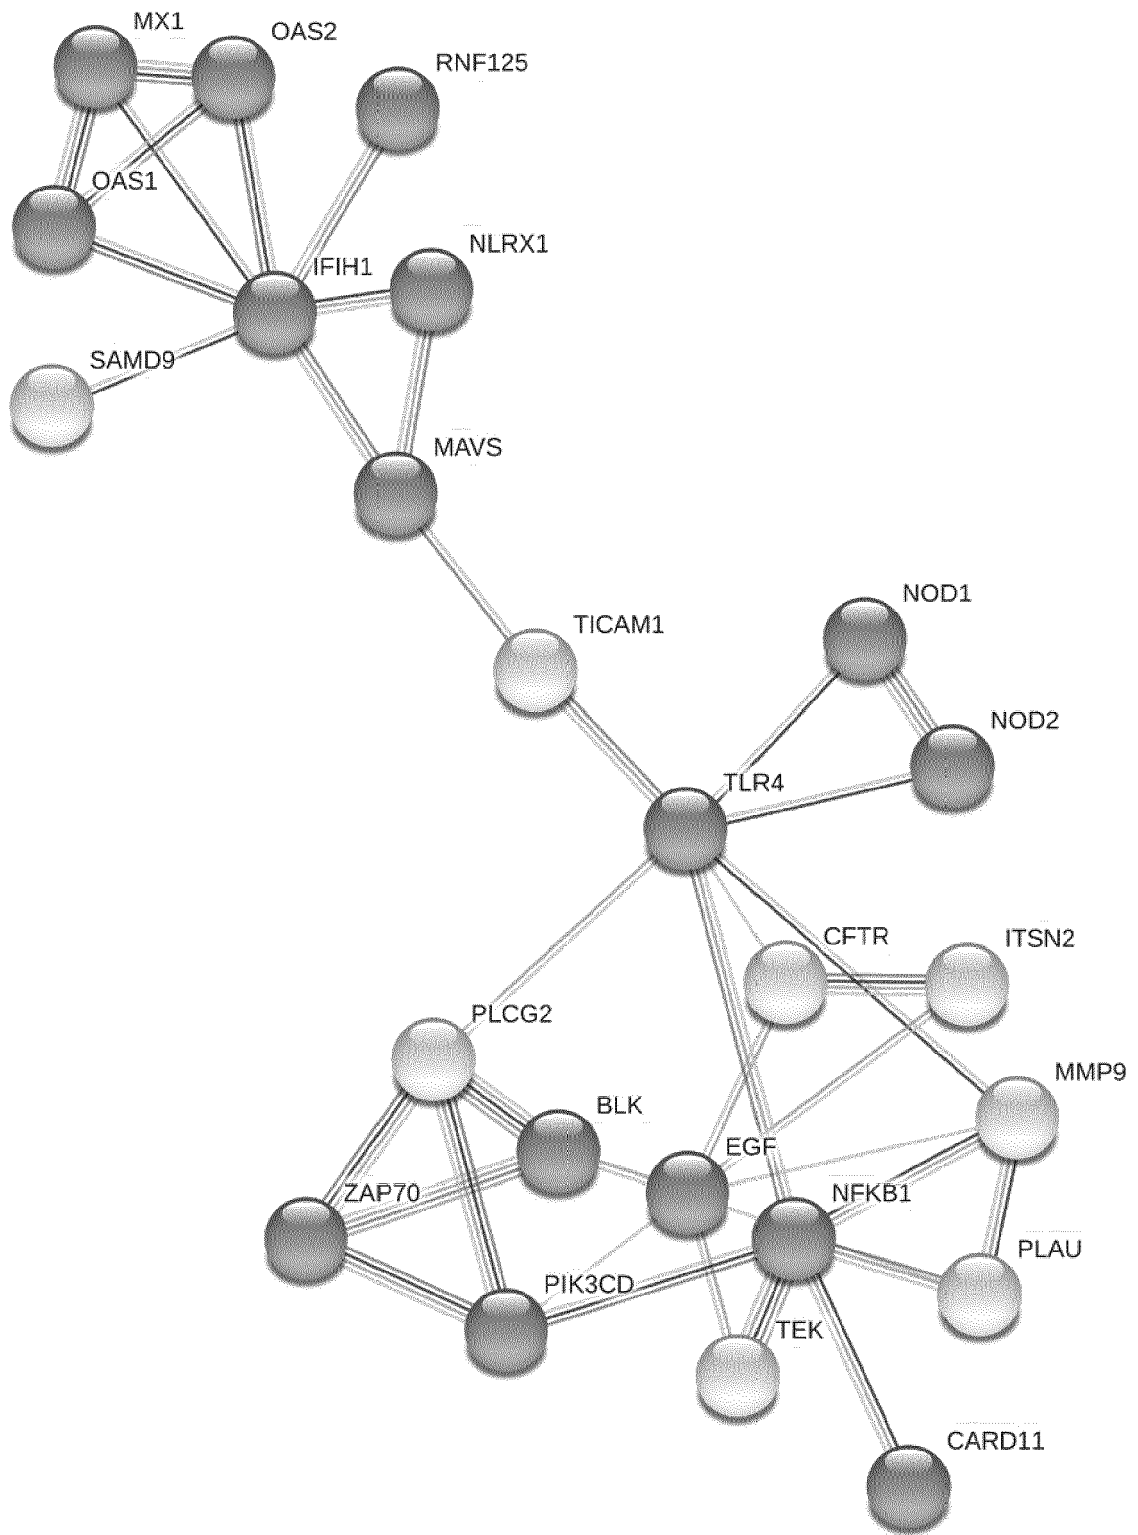 MX1
OAS2
RNF125
OAS1
NLRX1
IFIH1
SAMD9
MAVS
NOD1
TICAM1
NOD2
TLR4
CFTR
ITSN2
PLCG2
MMP9
BLK
EGF
ZAP70
NFKB1
PLAU
PIK3CD
TEK
CARD11